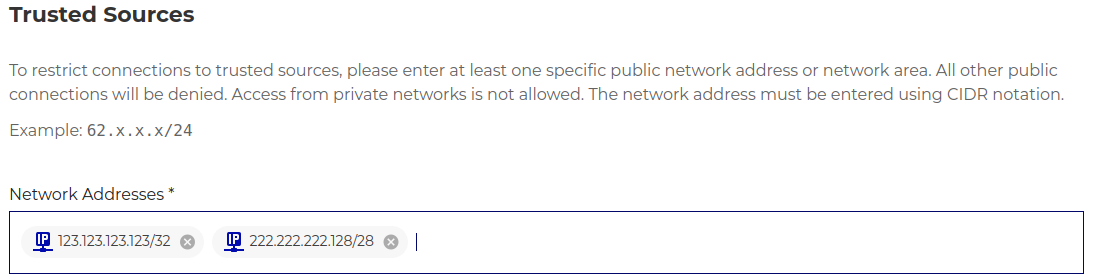 Trusted Sources
To restrict connections to trusted sources, please enter at least one specific public network address or network area. All other public
connections will be denied. Access from private networks is not allowed. The network address must be entered using CIDR notation.
Example: 62.x.x.x/24
Network Addresses *
IP 123.123.123.123/32 IP 222.222.222.128/28